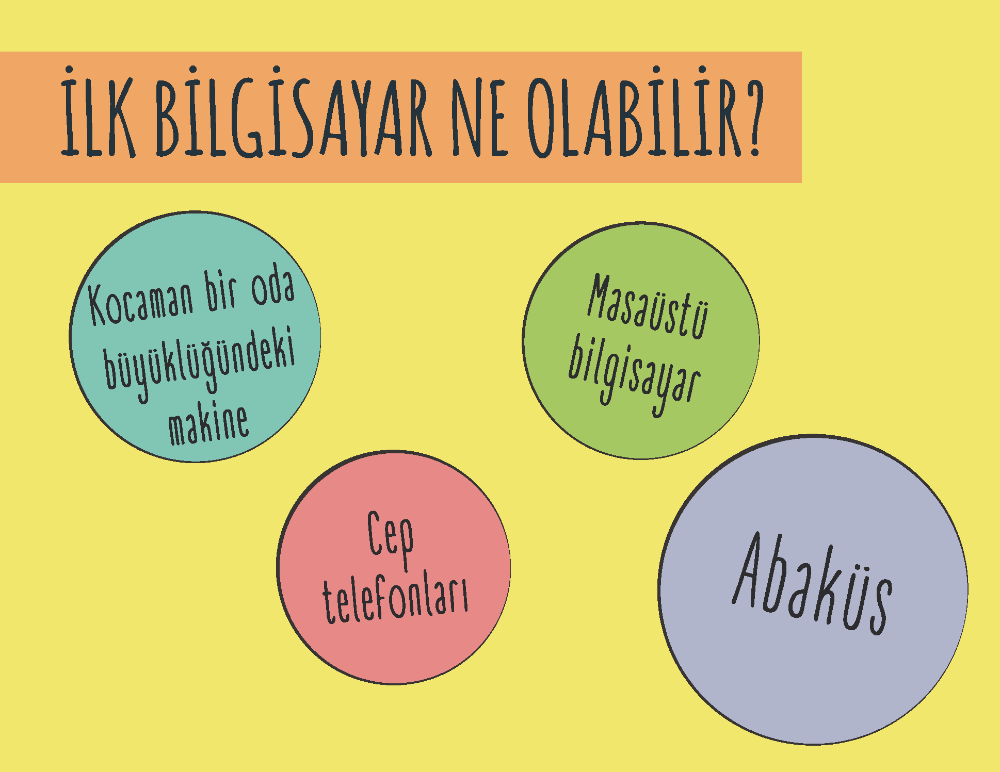 İLK BİLGİSAYAR NE OLABİLİR?
Kocaman bir oda
büyüklüğündeki
makine
Masaüstü
bilgisayar
Cep
telefonları
Abaküs